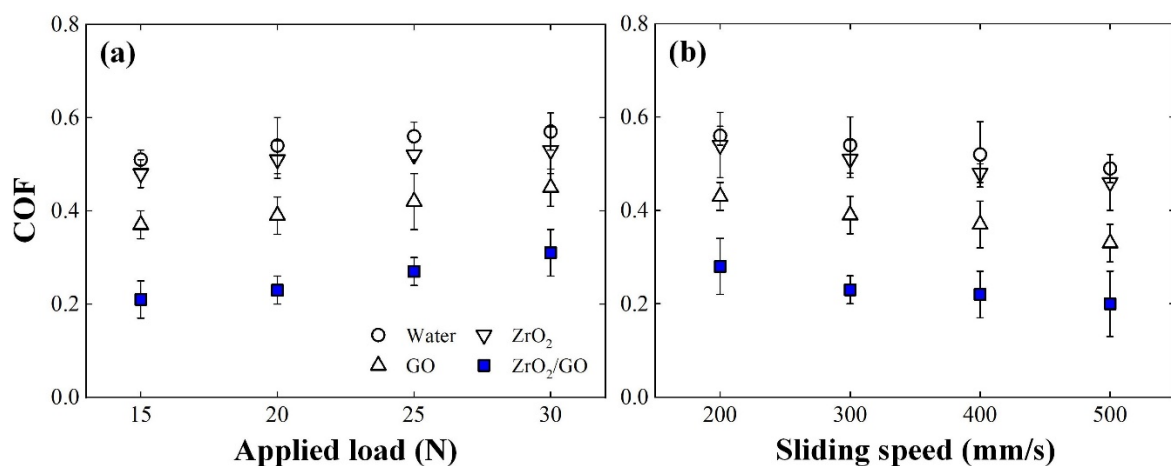 (a)
COF
0.8
0.6
0.4
0.2
0.0
Water
ZrO₂
GO
ZrO₂/GO
15 20 25 30
Applied load (N)
(b)
0.8
0.6
0.4
0.2
0.0
200 300 400 500
Sliding speed (mm/s)